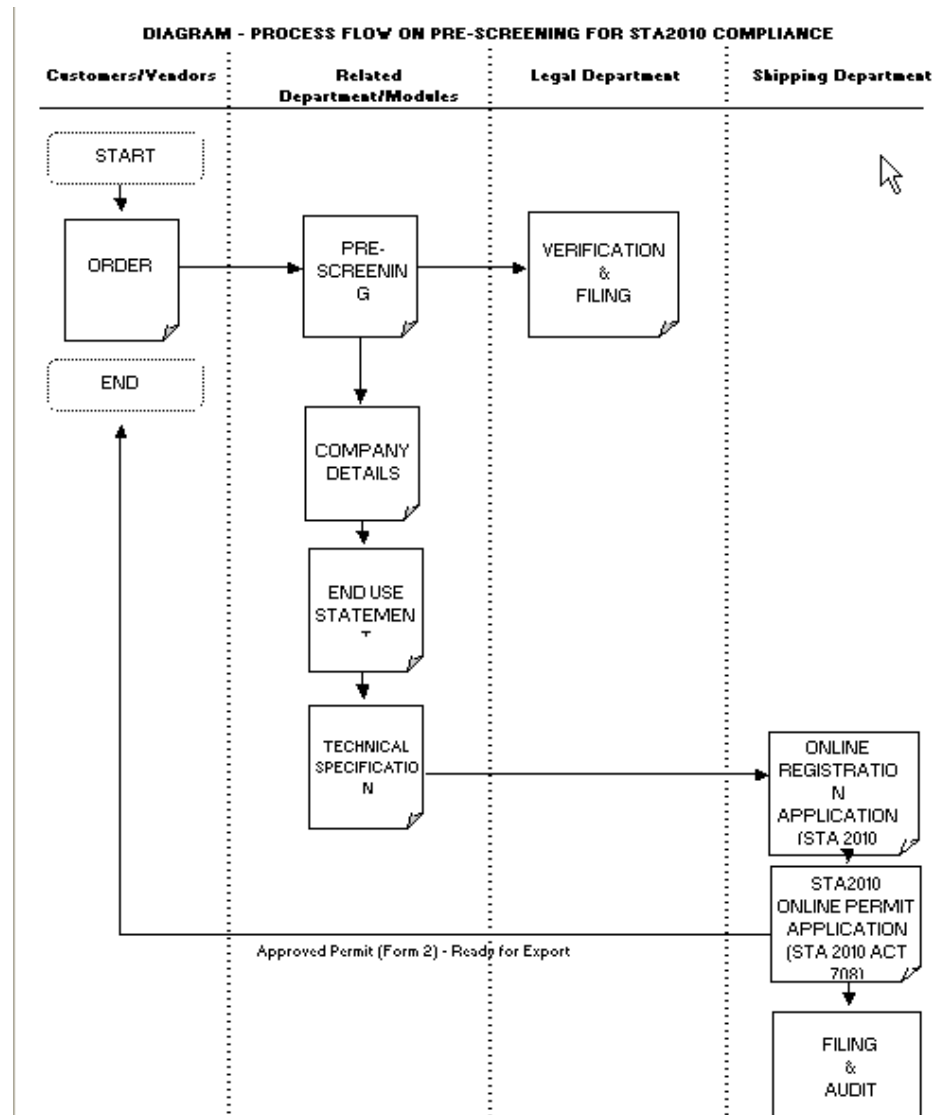 DIAGRAM - PROCESS FLOW ON PRE-SCREENING FOR STA2010 COMPLIANCE
Customers/Vendors
Related
Department/Modules
Legal Department
Shipping Department
START
ORDER
PRE-
SCREENIN
G
VERIFICATION
&
FILING
END
COMPANY
DETAILS
END USE
STATEMEN
T
TECHNICAL
SPECIFICATIO
N
ONLINE
REGISTRATIO
N
APPLICATION
(STA 2010
STA2010
ONLINE PERMIT
APPLICATION
(STA 2010 ACT
708)
Approved Permit (Form 2) - Ready for Export
FILING
&
AUDIT